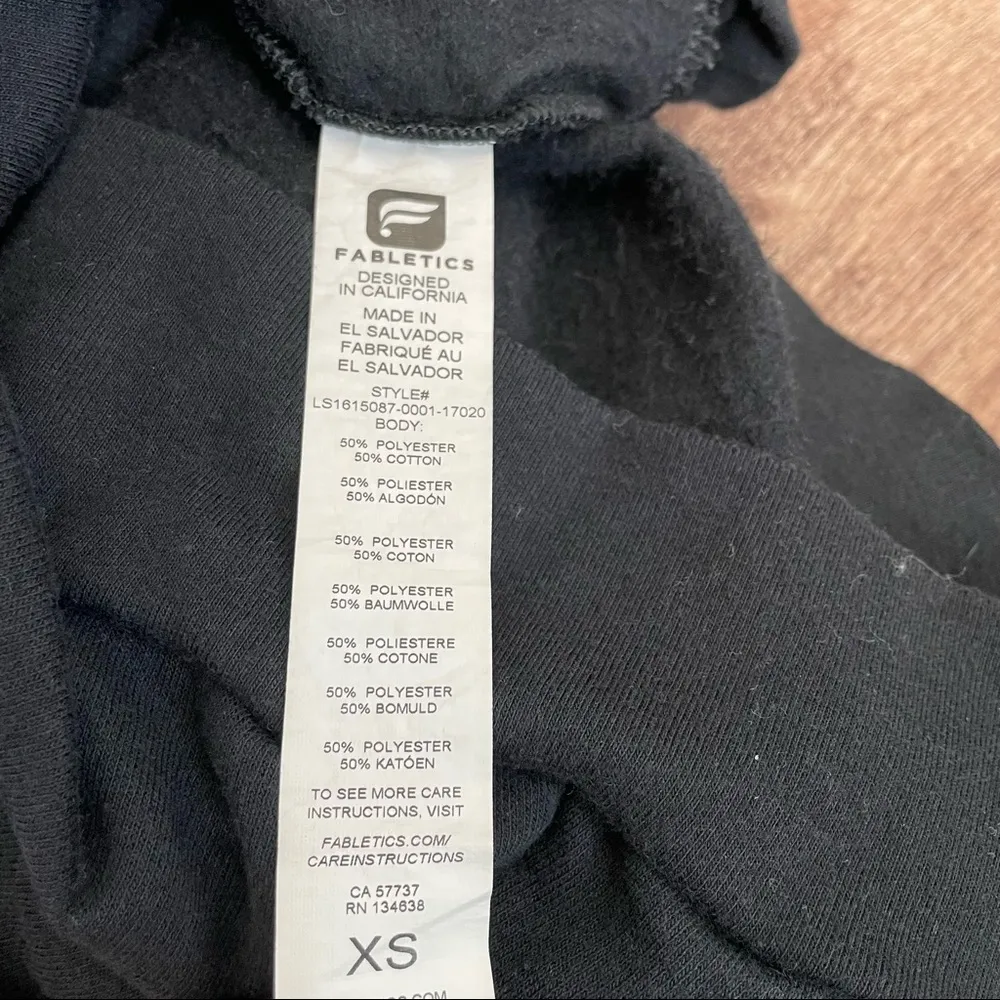 FABLETICS
DESIGNED
IN CALIFORNIA
MADE IN
EL SALVADOR
FABRIQUÉ AU
EL SALVADOR
STYLE#
LS1615087-0001-17020
BODY:
50% POLYESTER
50% COTTON
50% POLIESTER
50% ALGODÓN
50% POLYESTER
50% COTON
50% POLYESTER
50% BAUMWOLLE
50% POLIESTERE
50% COTONE
50% POLYESTER
50% BOMULD
50% POLYESTER
50% KATÓEN
TO SEE MORE CARE
INSTRUCTIONS, VISIT
FABLETICS.COM/
CAREINSTRUCTIONS
CA 57737
RN 134638
XS